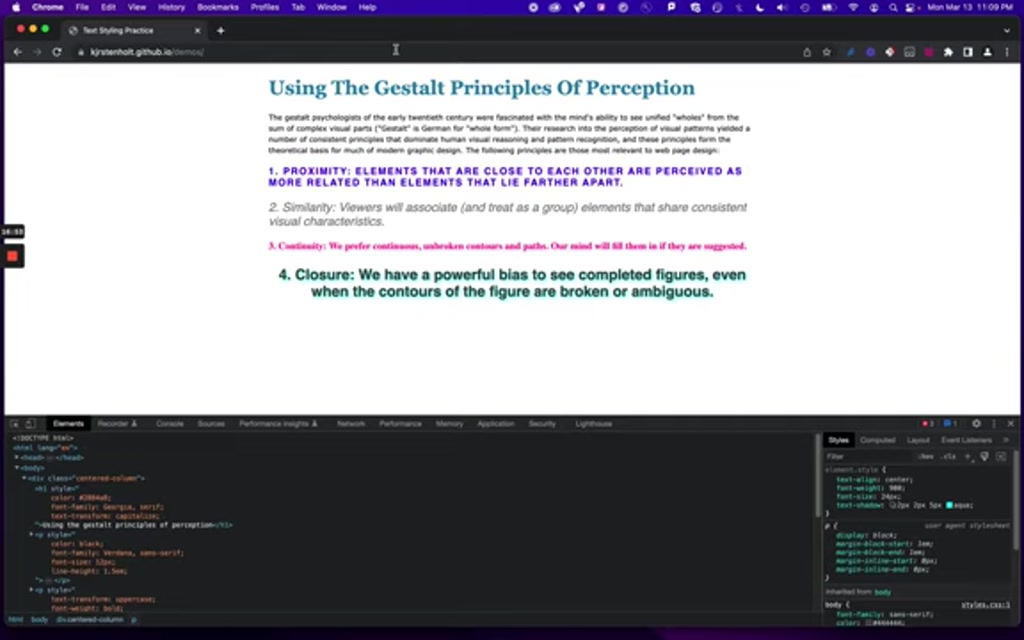 Chrome File Edit View History Bookmarks Profiles Tab Window Help Mon Mar 13 11:09 PM
Text Styling Practice
kjrstenholt.github.io/demos/
Using The Gestalt Principles Of Perception
The gestalt psychologists of the early twentieth century were fascinated with the mind's ability to see unified "wholes" from the
sum of complex visual parts ("Gestalt" is German for "whole form"). Their research into the perception of visual patterns yielded a
number of consistent principles that dominate human visual reasoning and pattern recognition, and these principles form the
theoretical basis for much of modern graphic design. The following principles are those most relevant to web page design:
1. PROXIMITY: ELEMENTS THAT ARE CLOSE TO EACH OTHER ARE PERCEIVED AS
MORE RELATED THAN ELEMENTS THAT LIE FARTHER APART.
2. Similarity: Viewers will associate (and treat as a group) elements that share consistent
visual characteristics.
3. Continuity: We prefer continuous, unbroken contours and paths. Our mind will fill them in if they are suggested.
4. Closure: We have a powerful bias to see completed figures, even
when the contours of the figure are broken or ambiguous.
Elements Recorder Console Sources Performance insights Network Performance Memory Application Security Lighthouse
<!DOCTYPE html>
<html lang="en">
<head> </head>
<body>
<div class="centered-column">
<h1 style="
font-family: Georgia, serif;
text-transform: capitalize;
">Using the gestalt principles of perception</h1>
<p style="
color: black;
font-family: Verdana, sans-serif;
font-size: 12px;
line-height: 1.5em;
"> </p>
<p style="
text-transform: uppercase;
font-weight: bold;
html body div.centered-column p
Styles Computed Layout Event Listeners
Filter :hov .cls
element.style {
text-align: center;
font-weight: 900;
font-size: 24px;
text-shadow: 2px 2px 5px aqua;
}
p { user agent stylesheet
display: block;
margin-block-start: 1em;
margin-block-end: 1em;
margin-inline-start: 0px;
margin-inline-end: 0px;
}
Inherited from body
body { styles.css:1
font-family: sans-serif;
color: #444444;